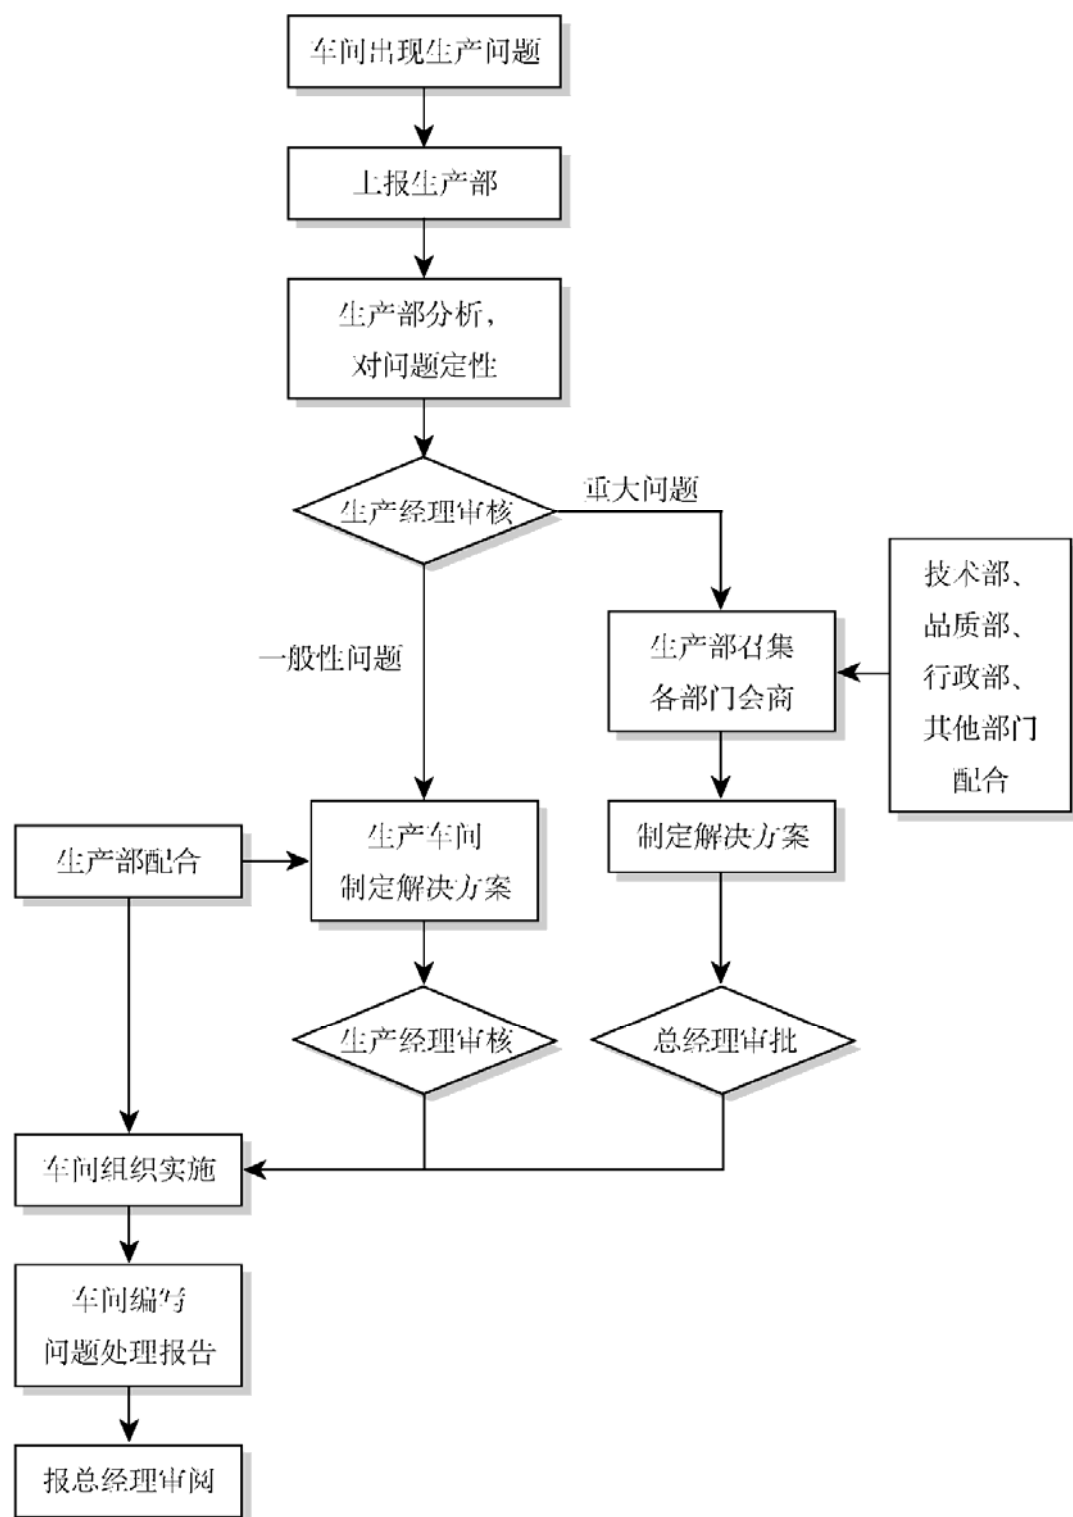 车间出现生产问题
上报生产部
生产部分析，
对问题定性
生产经理审核
重大问题
一般性问题
生产部召集
各部门会商
技术部、
品质部、
行政部、
其他部门
配合
生产部配合
生产车间
制定解决方案
制定解决方案
生产经理审核
总经理审批
车间组织实施
车间编写
问题处理报告
报总经理审阅